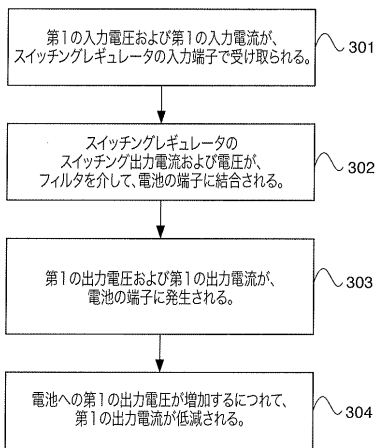 第1の入力電圧および第1の入力電流が、
スイッチングレギュレータの入力端子で受け取られる。
301
スイッチングレギュレータの
スイッチング出力電流および電圧が、
フィルタを介して、電池の端子に結合される。
302
第1の出力電圧および第1の出力電流が、
電池の端子に発生される。
303
電池への第1の出力電圧が増加するにつれて、
第1の出力電流が低減される。
304